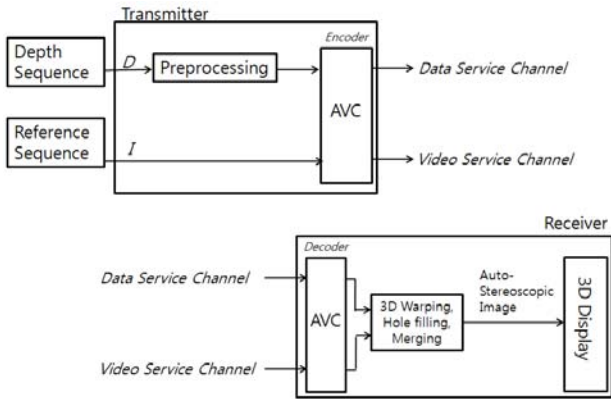 Transmitter
Depth
Sequence
D
Preprocessing
Encoder
AVC
Data Service Channel
Reference
Sequence
I
Video Service Channel
Receiver
Decoder
Data Service Channel
AVC
3D Warping,
Hole filling,
Merging
Auto-
Stereoscopic
Image
3D Display
Video Service Channel